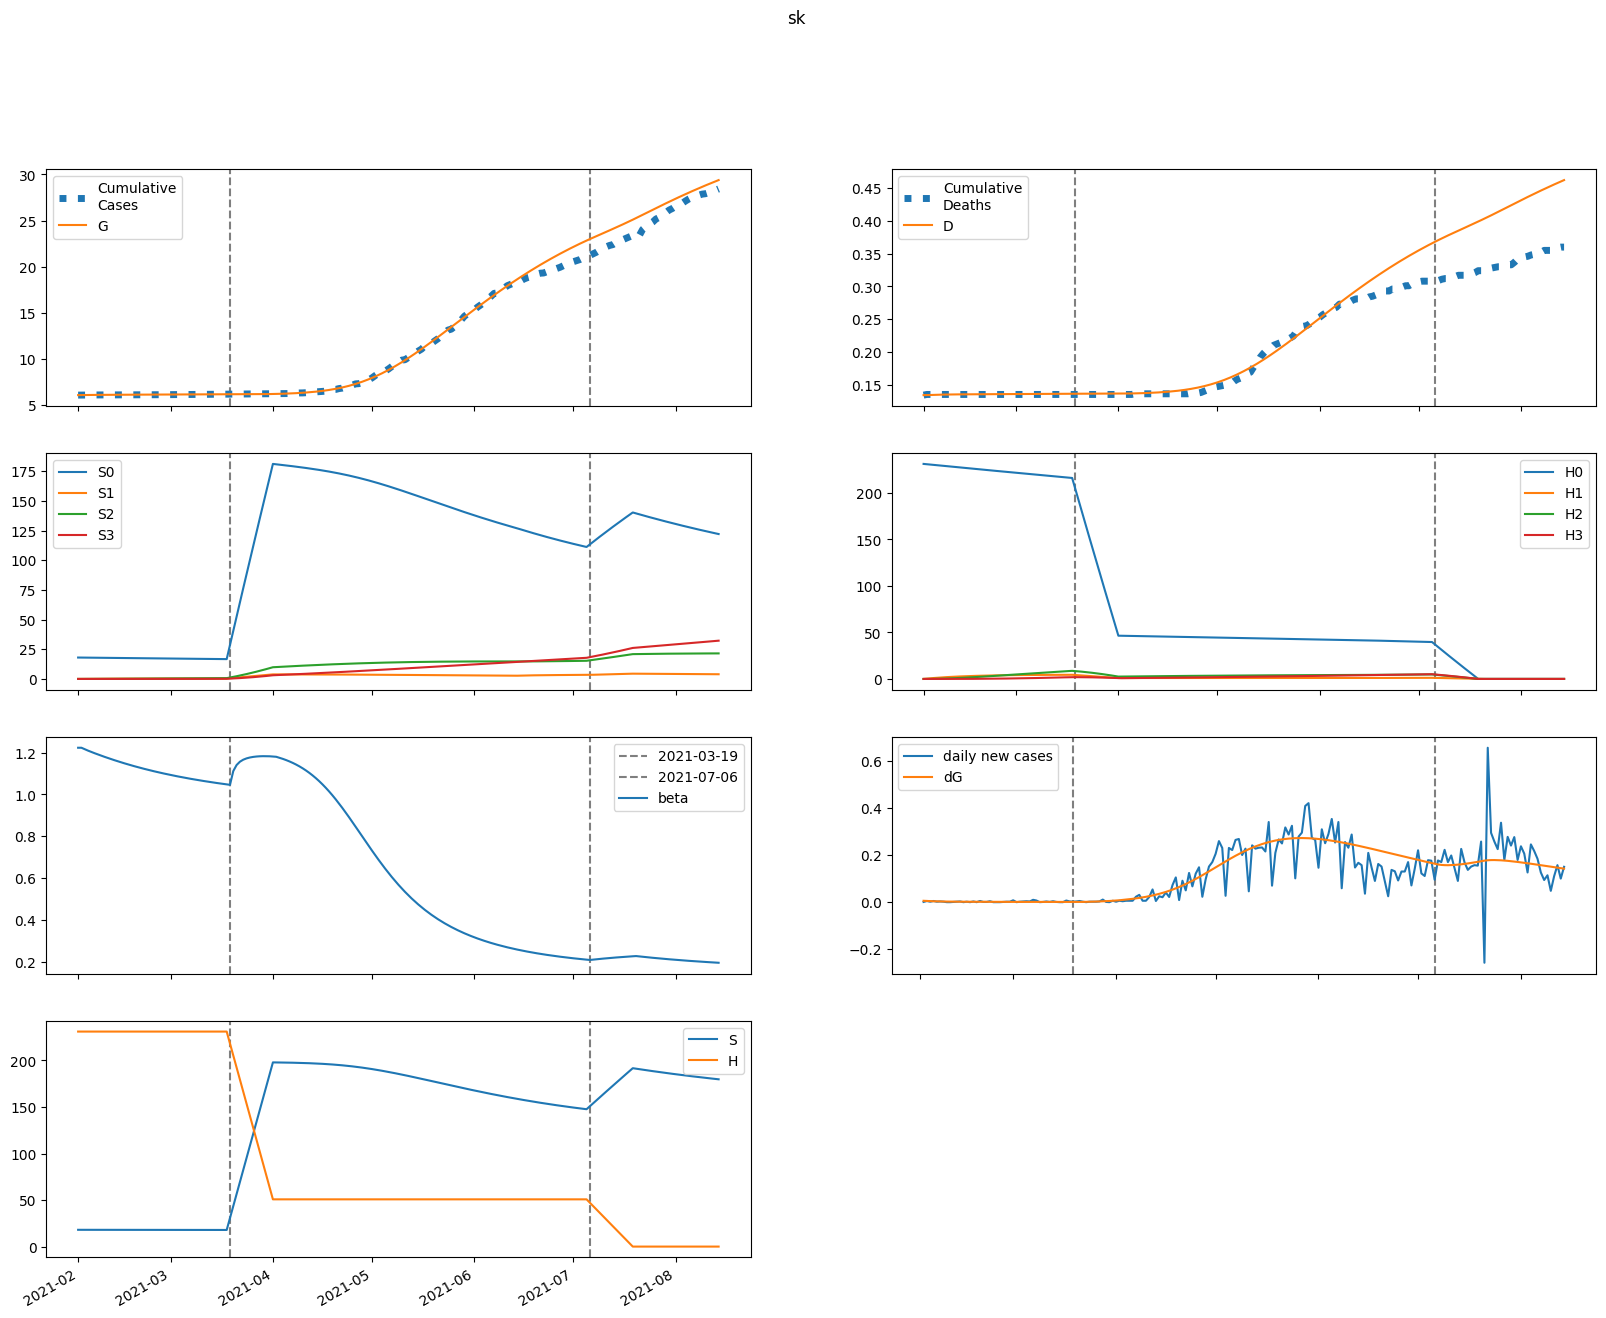 sk
30
25
20
15
10
5
Cumulative
Cases
G
0.45
0.40
0.35
0.30
0.25
0.20
0.15
Cumulative
Deaths
D
175
150
125
100
75
50
25
0
S0
S1
S2
S3
200
150
100
50
0
H0
H1
H2
H3
1.2
1.0
0.8
0.6
0.4
0.2
2021-03-19
2021-07-06
beta
0.6
0.4
0.2
0.0
−0.2
daily new cases
dG
200
150
100
50
0
S
H
2021-02
2021-03
2021-04
2021-05
2021-06
2021-07
2021-08